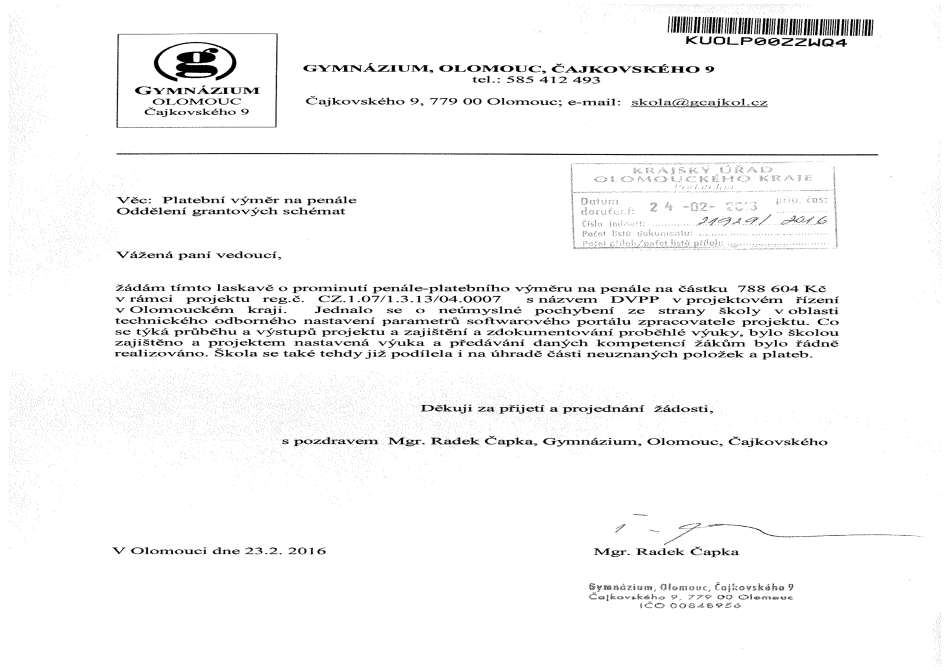 KUOLP00ZZWQ4
g
GYMNÁZIUM
OLOMOUC
Čajkovského 9
GYMNÁZIUM, OLOMOUC, ČAJKOVSKÉHO 9
tel.: 585 412 493
Čajkovského 9, 779 00 Olomouc; e-mail: skola@gcajkol.cz
KRAJSKÝ ÚŘAD
OLOMOUCKÉHO KRAJE
Podatelna
Datum doručení: 24 -02- prip. čas:
Číslo jednací: 21929/ 2016
Počet listů dokumentu:
Počet příloh/počet listů příloh:
Věc: Platební výměr na penále
Oddělení grantových schémat
Vážená paní vedoucí,
žádám tímto laskavě o prominutí penále-platebního výměru na penále na částku 788 604 Kč
v rámci projektu reg.č. CZ.1.07/1.3.13/04.0007 s názvem DVPP v projektovém řízení
v Olomouckém kraji. Jednalo se o neúmyslné pochybení ze strany školy v oblasti
technického odborného nastavení parametrů softwarového portálu zpracovatele projektu. Co
se týká průběhu a výstupů projektu a zajištění a zdokumentování proběhlé výuky, bylo školou
zajištěno a projektem nastavená výuka a předávání daných kompetencí žákům bylo řádně
realizováno. Škola se také tehdy již podílela i na úhradě části neuznaných položek a plateb.
Děkuji za přijetí a projednání žádosti,
s pozdravem Mgr. Radek Čapka, Gymnázium, Olomouc, Čajkovského
V Olomouci dne 23.2. 2016
Mgr. Radek Čapka
Gymnázium, Olomouc, Čajkovského 9
Čajkovského 9, 779 00 Olomouc
IČO 00848956